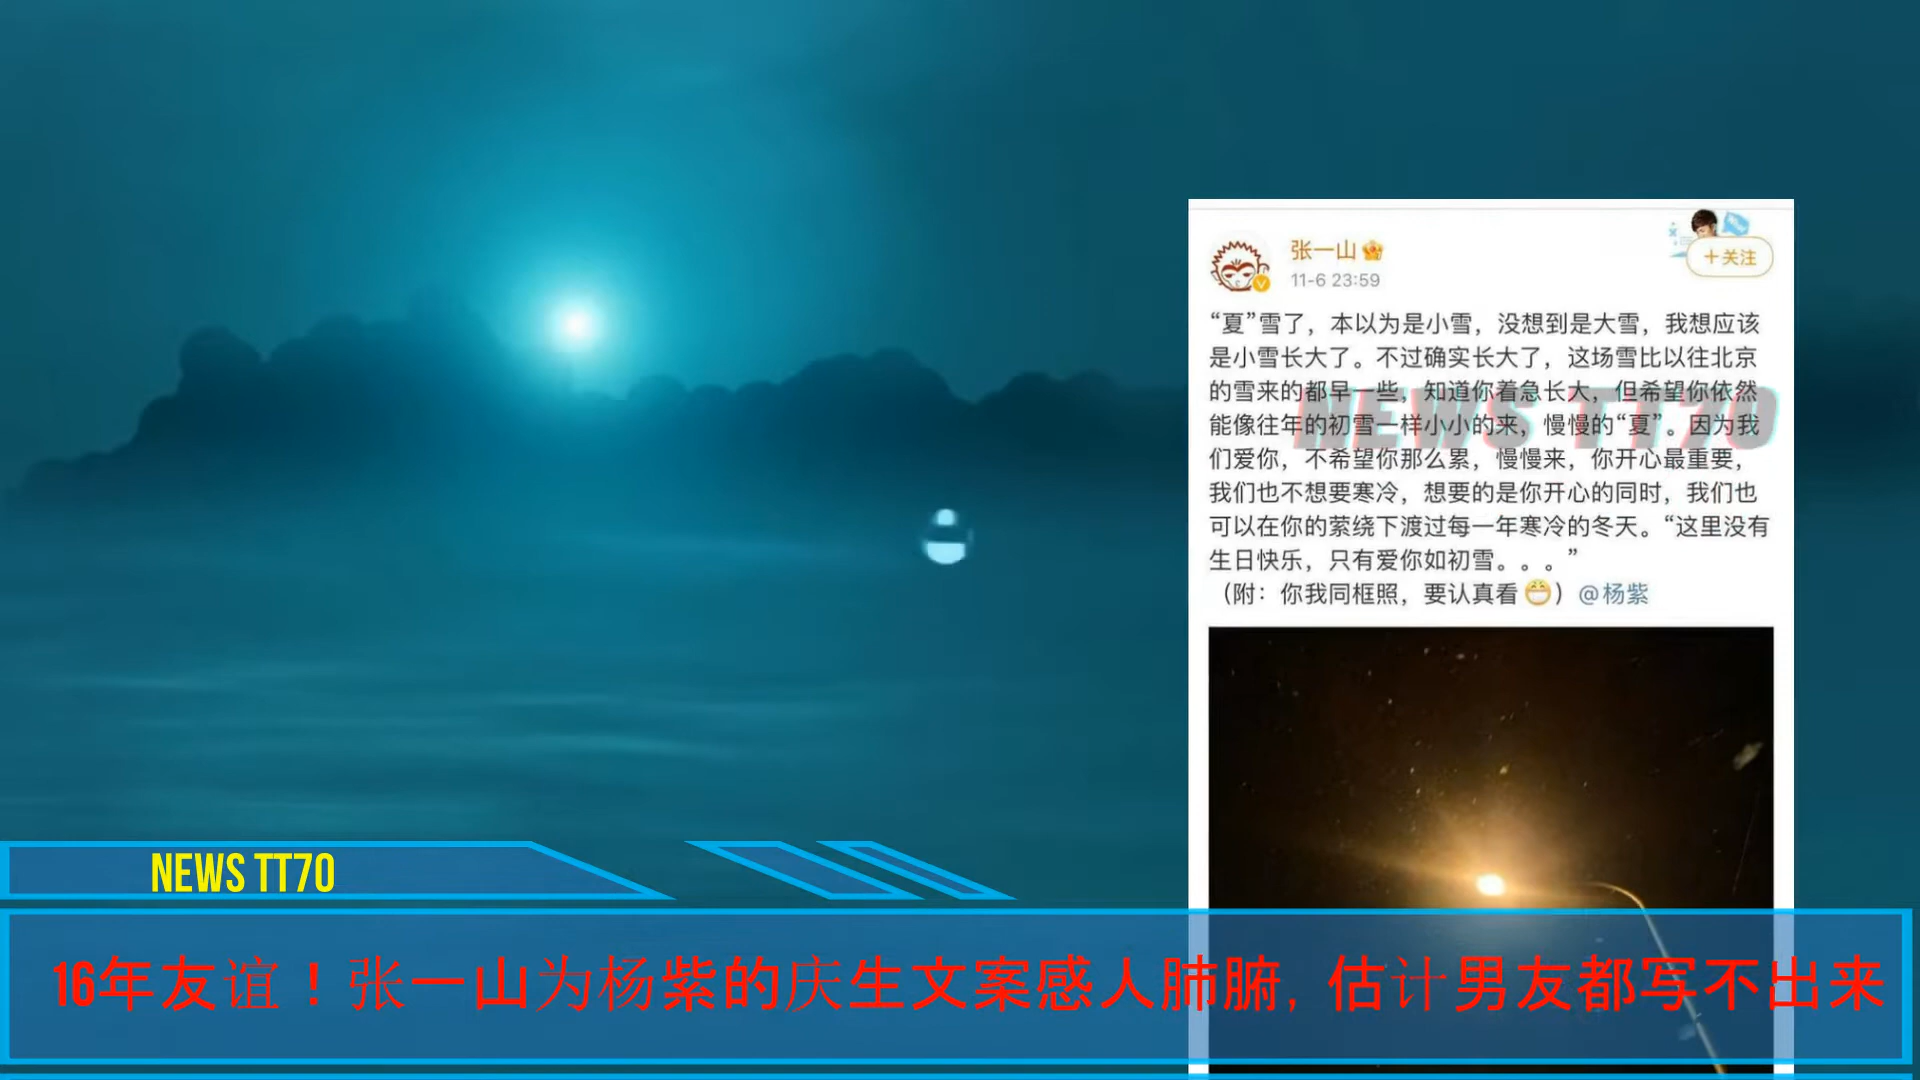 张一山
11-6 23:59
+关注
“夏”雪了，本以为是小雪，没想到是大雪，我想应该
是小雪长大了。不过确实长大了，这场雪比以往北京
的雪来的都早一些，知道你着急长大，但希望你依然
能像往年的初雪一样小小的来，慢慢的“夏”。因为我
们爱你，不希望你那么累，慢慢来，你开心最重要，
我们也不想要寒冷，想要的是你开心的同时，我们也
可以在你的萦绕下渡过每一年寒冷的冬天。“这里没有
生日快乐，只有爱你如初雪。。。”
（附：你我同框照，要认真看😁）@杨紫
NEWS TT70
NEWS TT70
16年友谊！张一山为杨紫的庆生文案感人肺腑，估计男友都写不出来